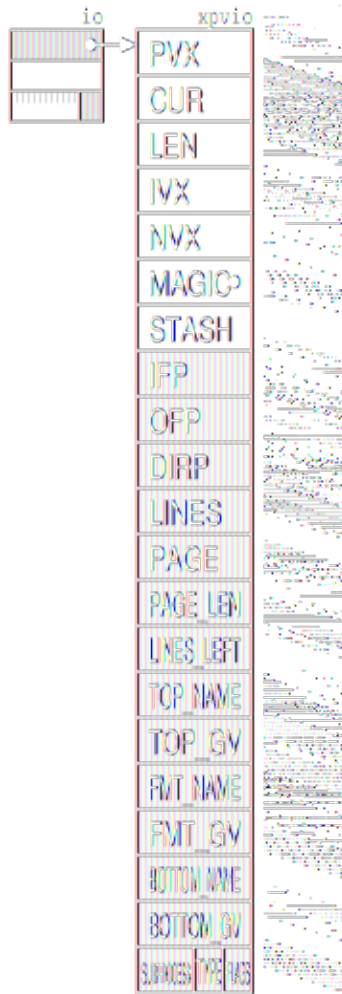 io
xpvio
PVX
CUR
LEN
IVX
NVX
MAGIC
STASH
IFP
OFP
DIRP
LINES
PAGE
PAGE_LEN
LINES_LEFT
TOP_NAME
TOP_GV
FMT_NAME
FMT_GV
BOTTOM_NAME
BOTTOM_GV
TYPE